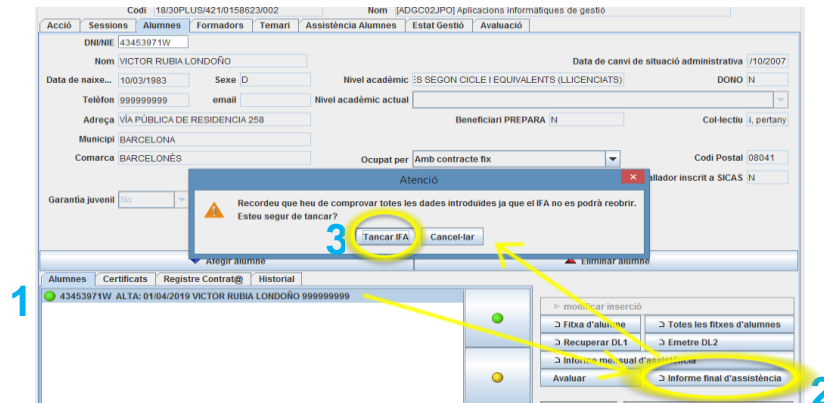 Codi 18/30PLUS/421/0158623/002 Nom [ADGC02JPO] Aplicacions informàtiques de gestió
Acció Sessions Alumnes Formadors Temari Assistència Alumnes Estat Gestió Avaluació
DNI/NIE 43453971W
Nom VICTOR RUBIA LONDOÑO Data de canvi de situació administrativa /10/2007
Data de naixe... 10/03/1983 Sexe D Nivell acadèmic ES SEGON CICLE I EQUIVALENTS (LLICENCIATS) DONO N
Telèfon 999999999 email Nivell acadèmic actual
Adreça VÍA PÚBLICA DE RESIDENCIA 258 Beneficiari PREPARA N Col·lectiu i, pertany
Municipi BARCELONA
Comarca BARCELONÈS Ocupat per Amb contracte fix Codi Postal 08041
Atenció
allador inscrit a SICAS N
Garantia juvenil No
Recordeu que heu de comprovar totes les dades introduïdes ja que el IFA no es podrà reobrir.
Esteu segur de tancar?
3 Tancar IFA Cancel·lar
Afegir alumne Eliminar alumne
Alumnes Certificats Registre Contrat@ Historial
1 43453971W ALTA: 01/04/2019 VICTOR RUBIA LONDOÑO 999999999
modificar inserció
Fitxa d'alumne Totes les fitxes d'alumnes
Recuperar DL1 Emetre DL2
Informe mensual d'assistència
Avaluar Informe final d'assistència 2